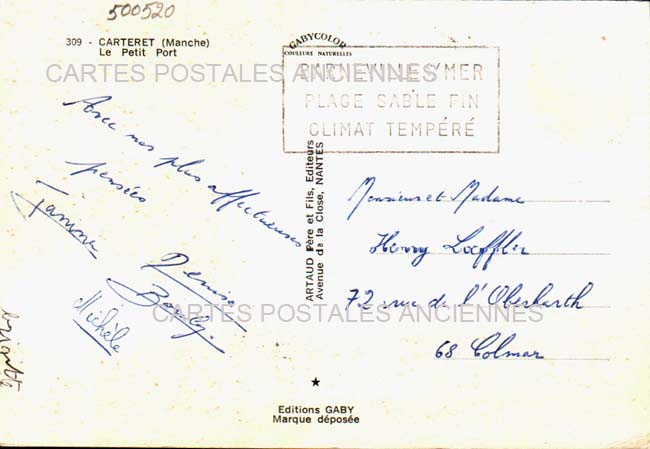 500520
309 - CARTERET (Manche)
Le Petit Port
GABYCOLOR
COULEURS NATURELLES
CARTES POSTALES ANCIENNES
PLAGE SABLE FIN
CLIMAT TEMPÉRÉ
Avec nos plus affectueuses
pensées
Janine
Denise
Michèle
ARTAUD Père et Fils, Editeurs
Avenue de la Close, NANTES
Monsieur et Madame
Henry Lœffler
72 rue de l'Oberharth
68 Colmar
CARTES POSTALES ANCIENNES
Editions GABY
Marque déposée